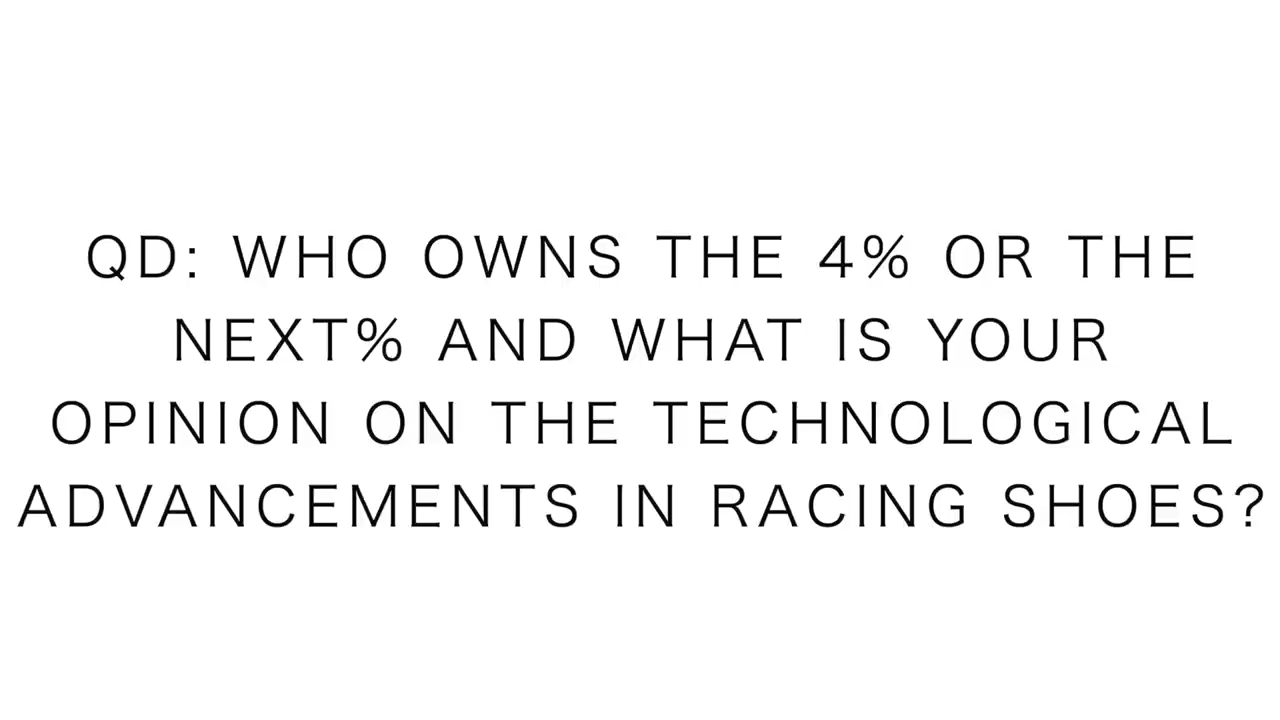 QD: WHO OWNS THE 4% OR THE
NEXT% AND WHAT IS YOUR
OPINION ON THE TECHNOLOGICAL
ADVANCEMENTS IN RACING SHOES?